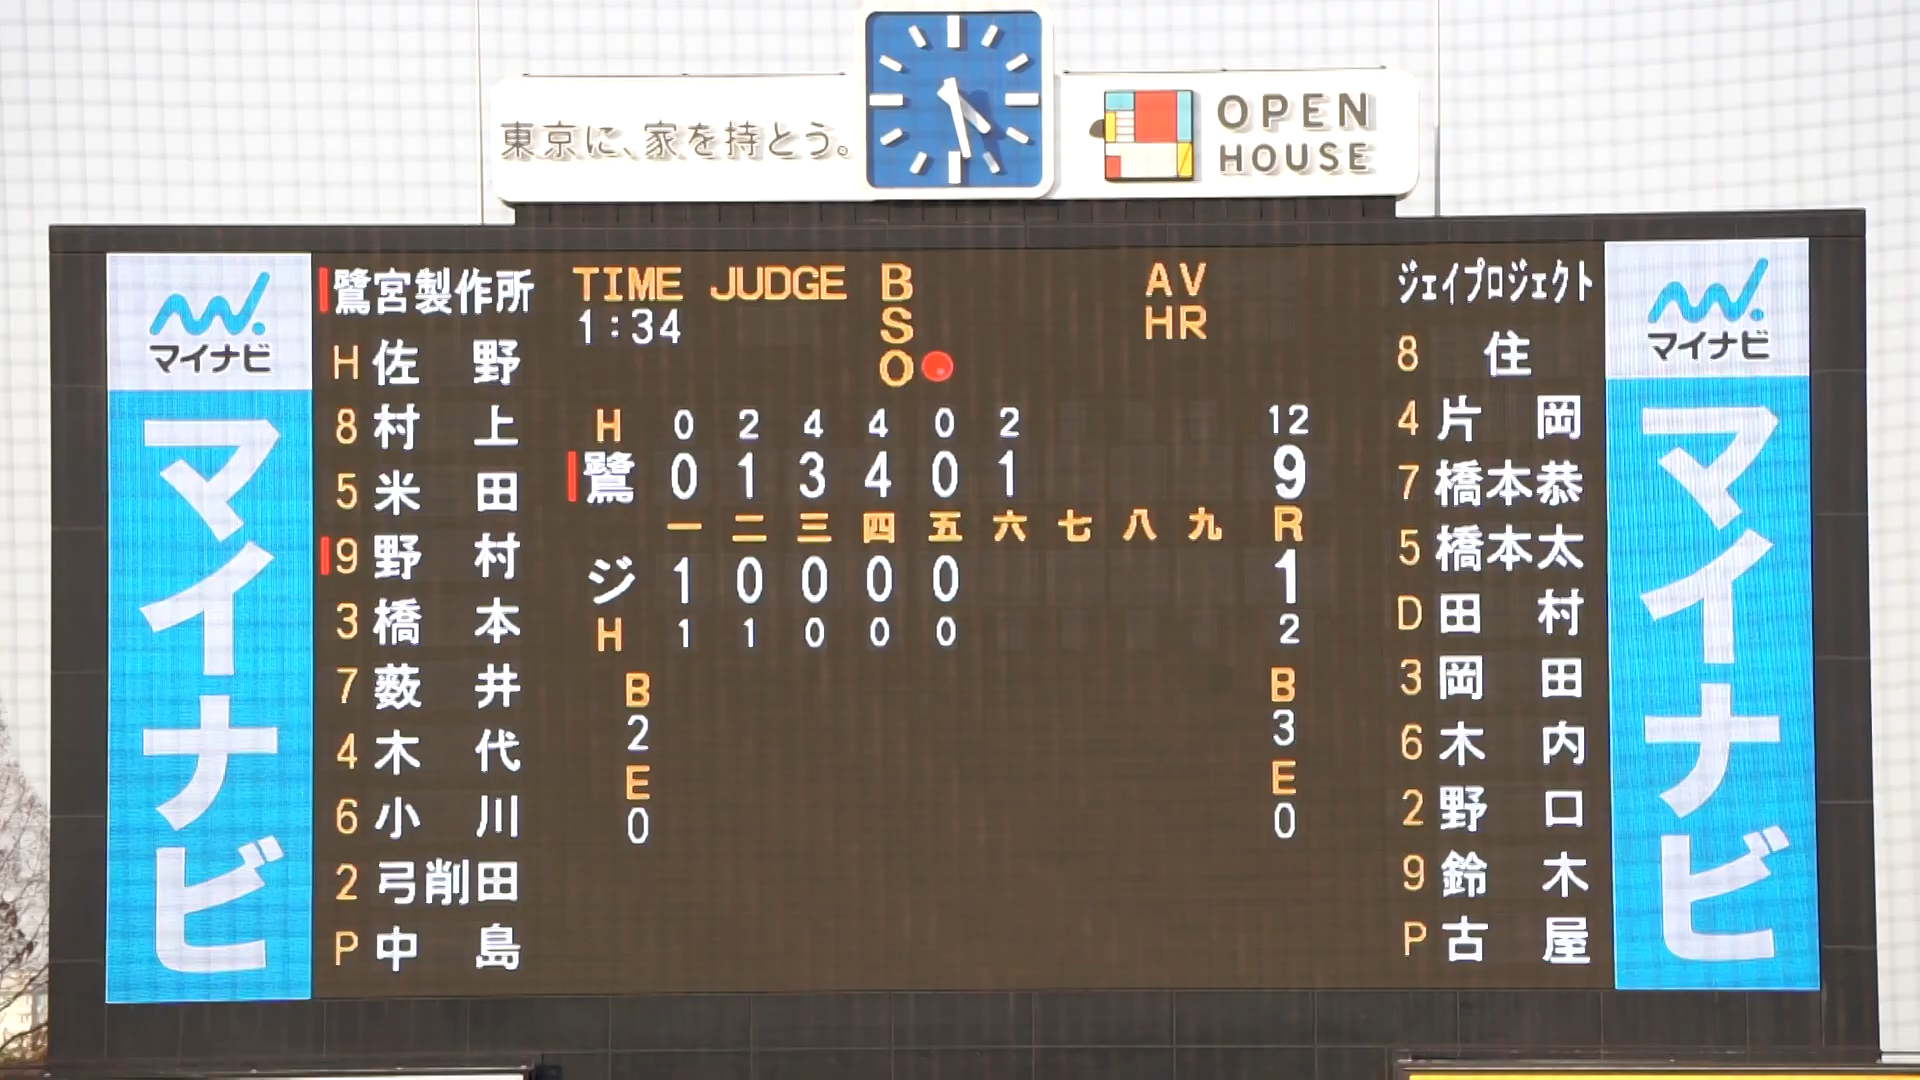 東京に、家を持とう。
OPEN
HOUSE
マイナビ
マイナビ
鷺宮製作所
H 佐野
8 村上
5 米田
9 野村
3 橋本
7 薮井
4 木代
6 小川
2 弓削田
P 中島
TIME JUDGE B AV
1:34 S HR
O
H 0 2 4 4 0 2 12
鷺 0 1 3 4 0 1 9
一 二 三 四 五 六 七 八 九 R
ジ 1 0 0 0 0 1
H 1 1 0 0 0 2
B B
2 3
E E
0 0
ジェイプロジェクト
8 住
4 片岡
7 橋本恭
5 橋本太
D 田村
3 岡田
6 木内
2 野口
9 鈴木
P 古屋
マイナビ
マイナビ